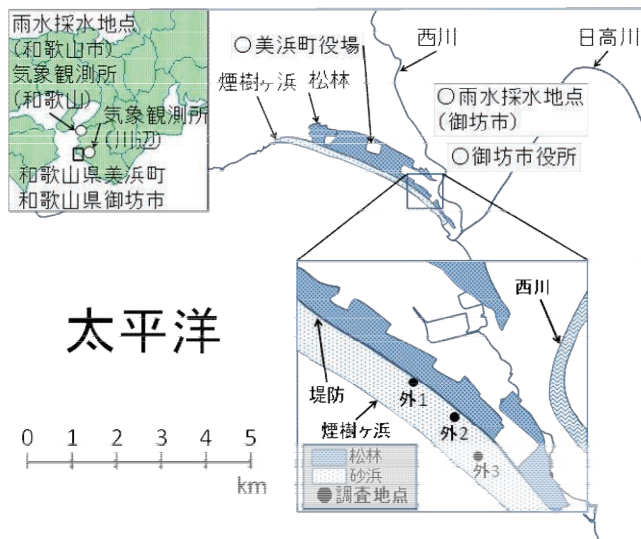 雨水採水地点
(和歌山市)
気象観測所
(和歌山)
気象観測所
(川辺)
和歌山県美浜町
和歌山県御坊市
○美浜町役場
西川
日高川
煙樹ヶ浜
松林
○雨水採水地点
(御坊市)
○御坊市役所
太平洋
西川
堤防
煙樹ヶ浜
外1
外2
外3
松林
砂浜
●調査地点
0 1 2 3 4 5
km